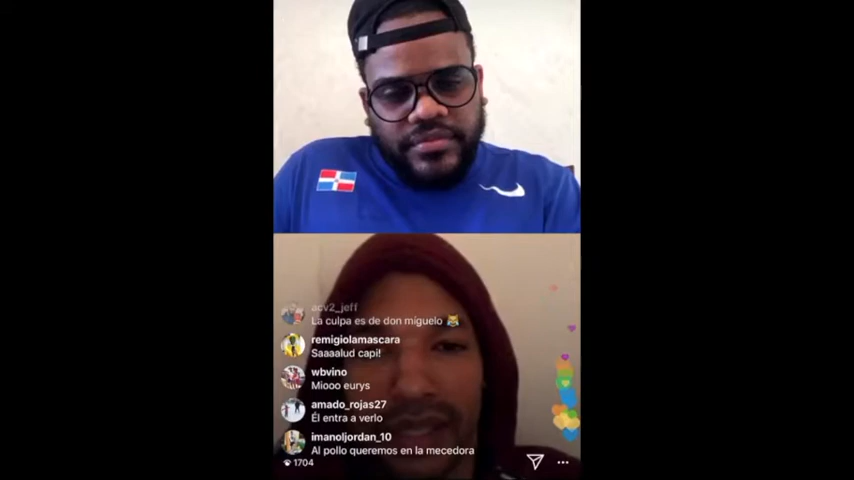 acv2_jeff
La culpa es de don miguelo
remigiolamascara
Saaaalud capi!
wbvino
Miooo eurys
amado_rojas27
Él entra a verlo
imanoljordan_10
Al pollo queremos en la mecedora
1704